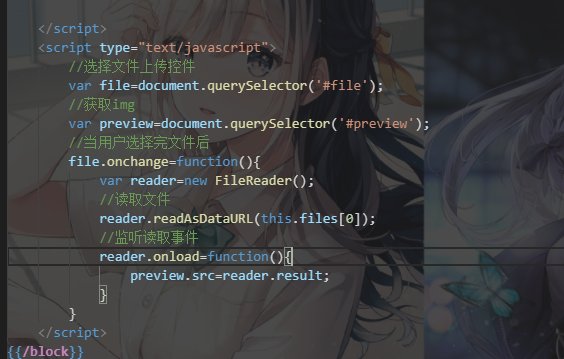 </script>
<script type="text/javascript">
//选择文件上传控件
var file=document.querySelector('#file');
//获取img
var preview=document.querySelector('#preview');
//当用户选择完文件后
file.onchange=function(){
var reader=new FileReader();
//读取文件
reader.readAsDataURL(this.files[0]);
//监听读取事件
reader.onload=function(){
preview.src=reader.result;
}
}
</script>
{{/block}}